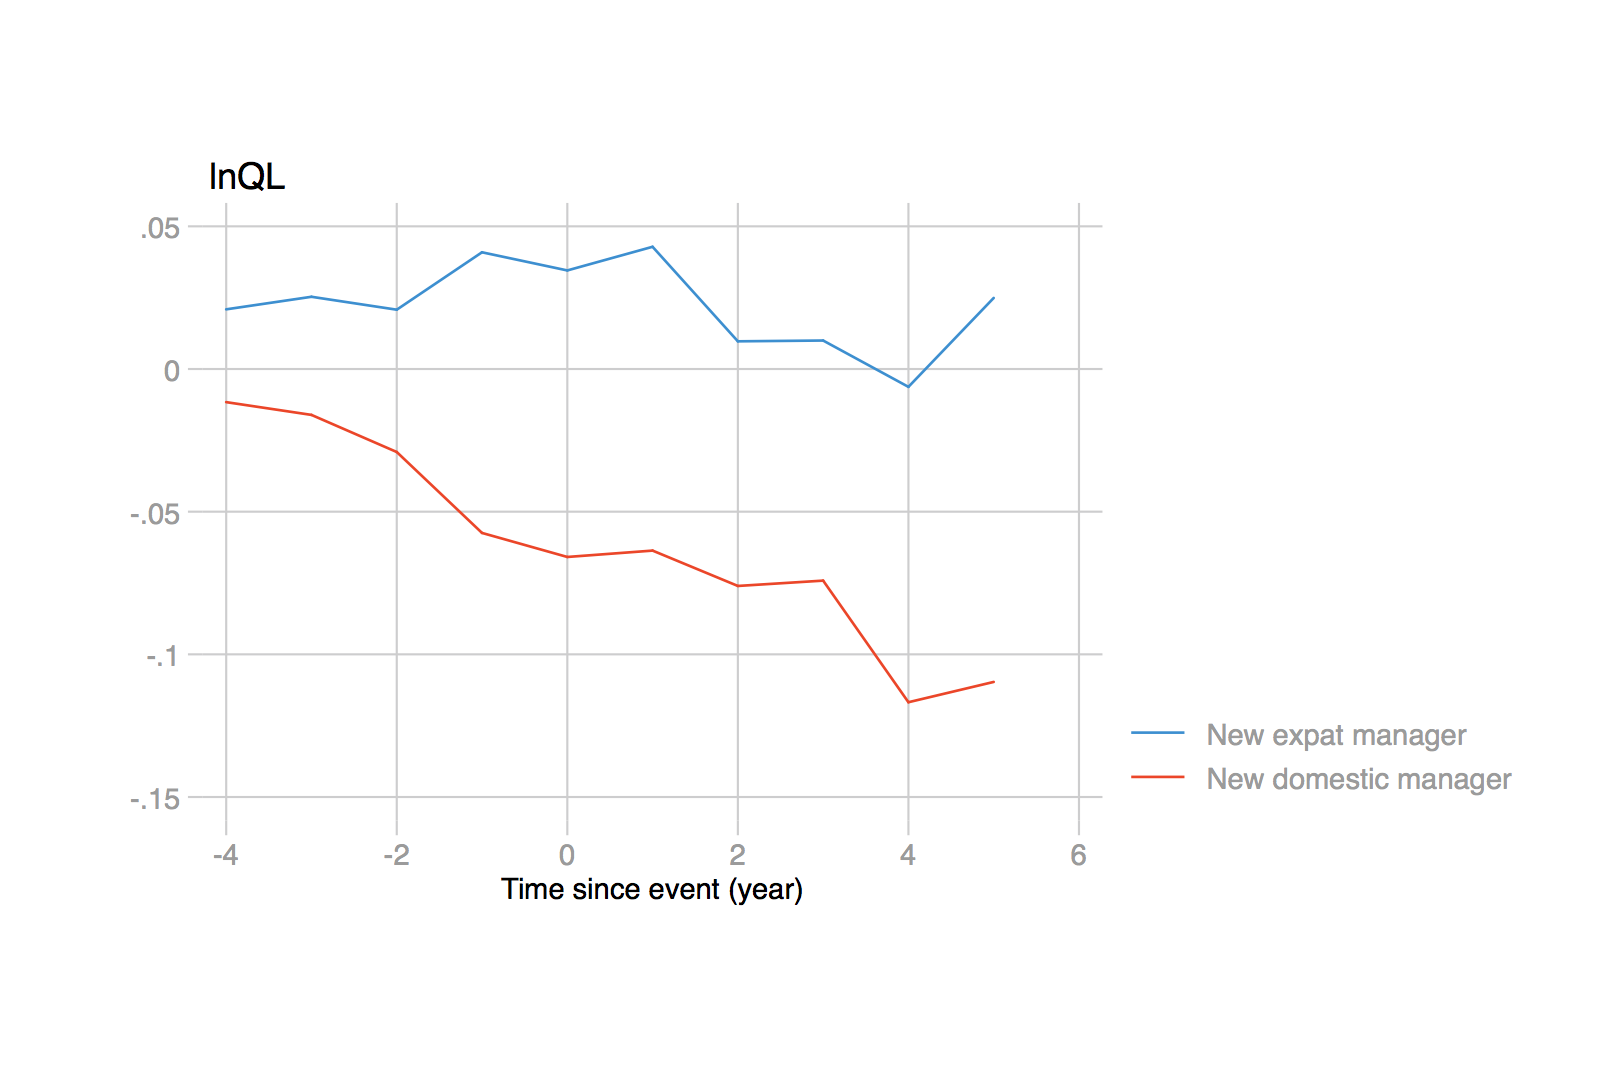 lnQL
.05
0
-.05
-.1
-.15
-4 -2 0 2 4 6
Time since event (year)
New expat manager
New domestic manager